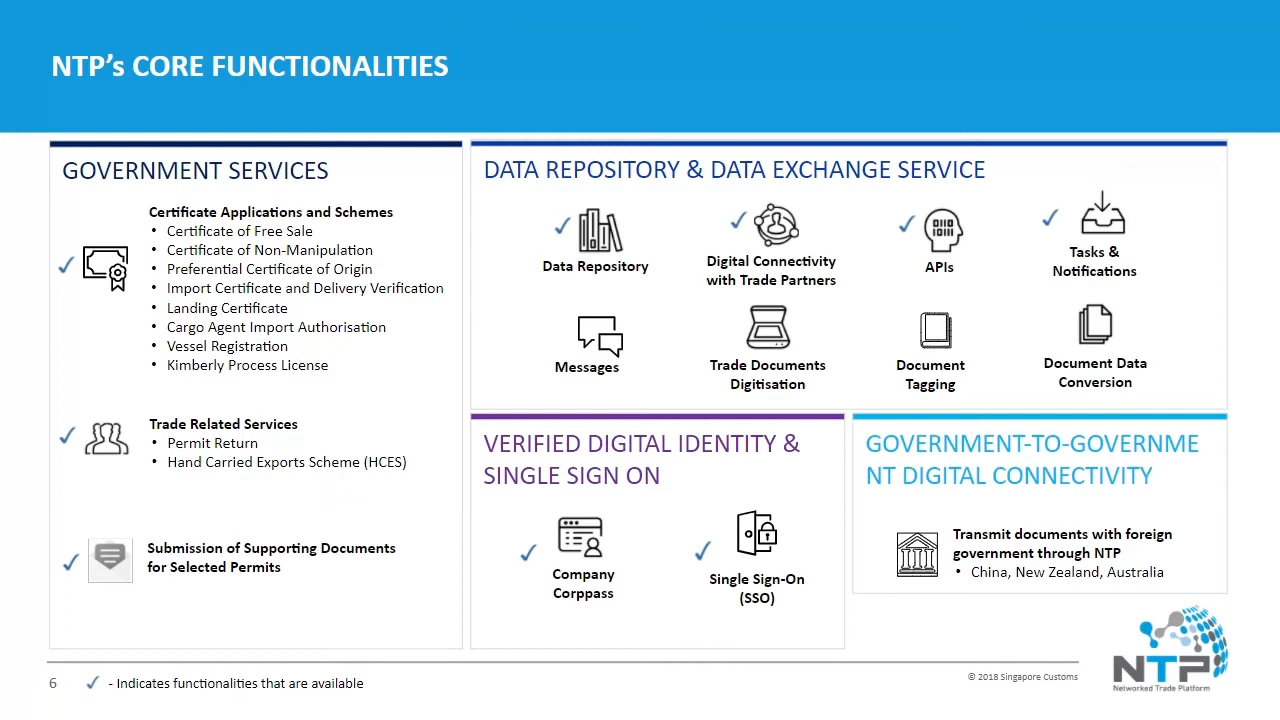 NTP’s CORE FUNCTIONALITIES
GOVERNMENT SERVICES
Certificate Applications and Schemes
• Certificate of Free Sale
• Certificate of Non-Manipulation
• Preferential Certificate of Origin
• Import Certificate and Delivery Verification
• Landing Certificate
• Cargo Agent Import Authorisation
• Vessel Registration
• Kimberly Process License
Trade Related Services
• Permit Return
• Hand Carried Exports Scheme (HCES)
Submission of Supporting Documents
for Selected Permits
DATA REPOSITORY & DATA EXCHANGE SERVICE
Data Repository
Digital Connectivity
with Trade Partners
APIs
Tasks &
Notifications
Messages
Trade Documents
Digitisation
Document
Tagging
Document Data
Conversion
VERIFIED DIGITAL IDENTITY &
SINGLE SIGN ON
Company
Corppass
Single Sign-On
(SSO)
GOVERNMENT-TO-GOVERNME
NT DIGITAL CONNECTIVITY
Transmit documents with foreign
government through NTP
• China, New Zealand, Australia
6
✓ - Indicates functionalities that are available
© 2018 Singapore Customs
NTP
Networked Trade Platform